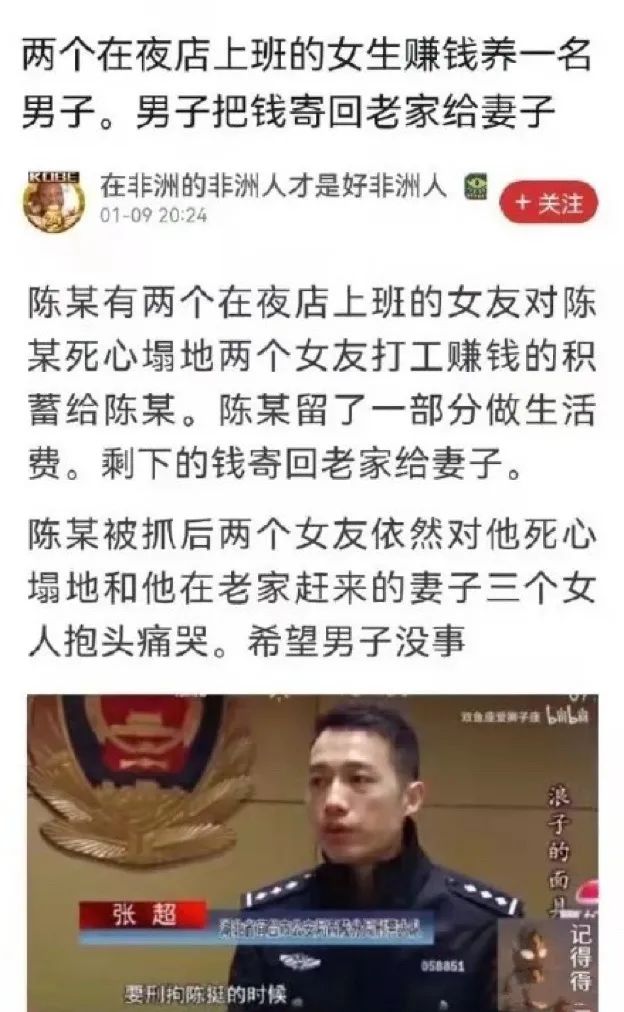 两个在夜店上班的女生赚钱养一名
男子。男子把钱寄回老家给妻子
KOBE
在非洲的非洲人才是好非洲人
01-09 20:24
+ 关注
陈某有两个在夜店上班的女友对陈
某死心塌地两个女友打工赚钱的积
蓄给陈某。陈某留了一部分做生活
费。剩下的钱寄回老家给妻子。
陈某被抓后两个女友依然对他死心
塌地和他在老家赶来的妻子三个女
人抱头痛哭。希望男子没事
双鱼座爱狮子座 bilibili
浪子的面具
张超
058851
记得得
要刑拘陈挺的时候